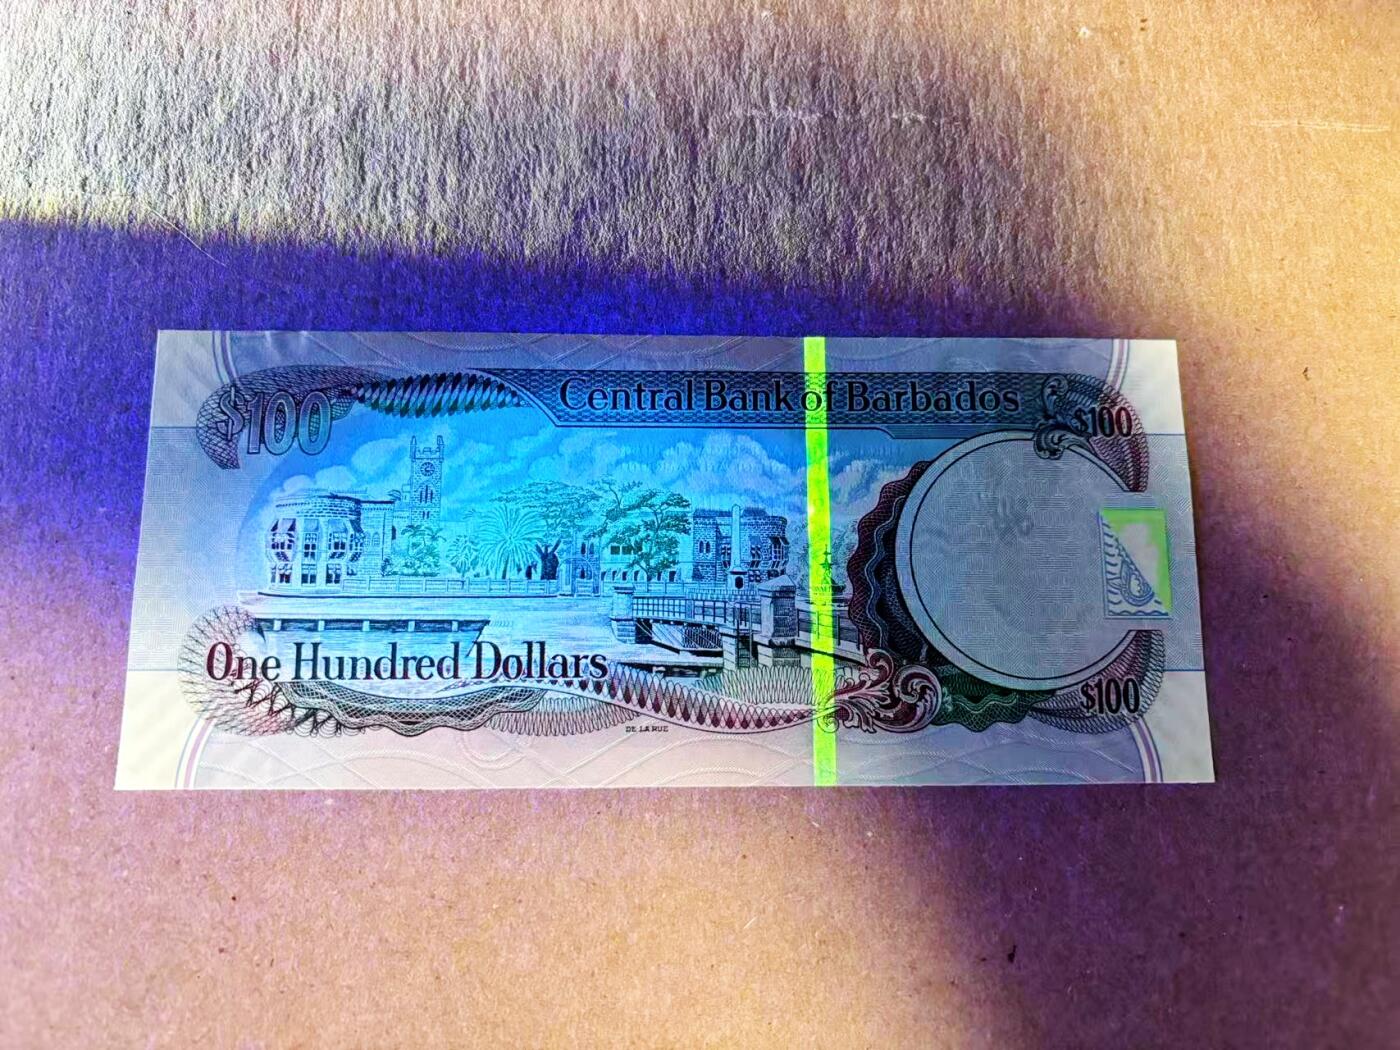 Central Bank of Barbados
$100
$100
One Hundred Dollars
$100
DE LA RUE